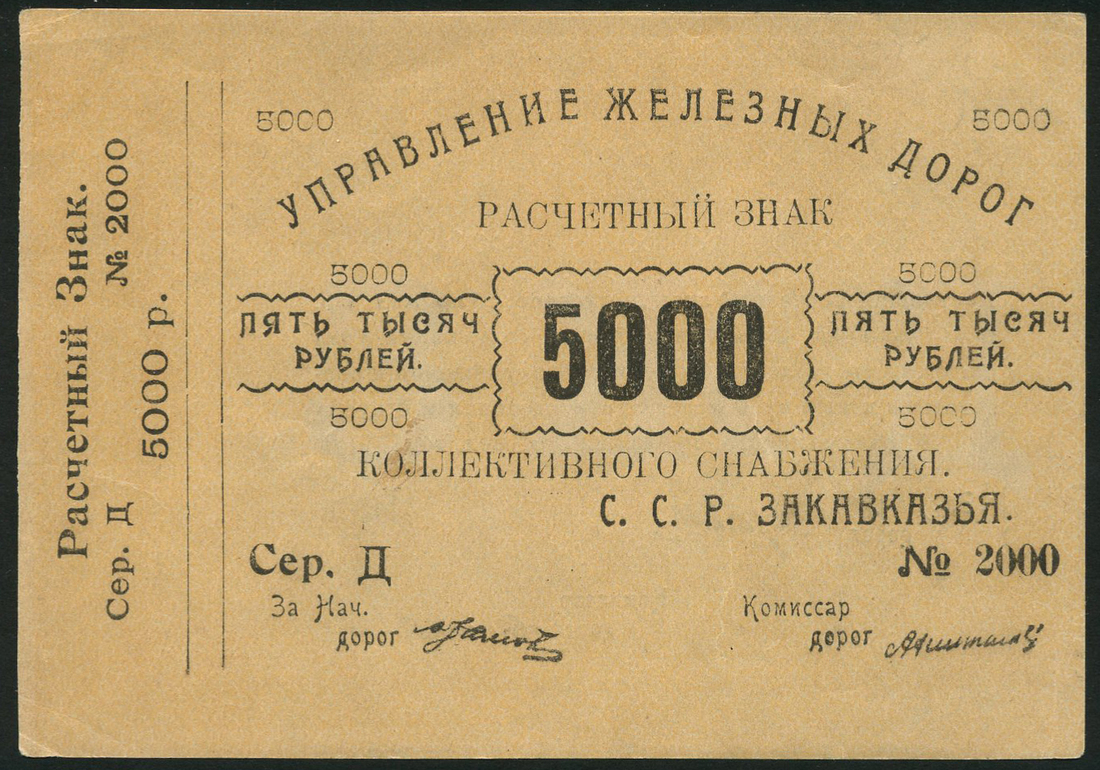 Расчетный Знак.
Сер. Д № 2000
5000 р.
5000 5000
УПРАВЛЕНИЕ ЖЕЛЕЗНЫХ ДОРОГ
РАСЧЕТНЫЙ ЗНАК
5000 5000
ПЯТЬ ТЫСЯЧ
РУБЛЕЙ.
5000
ПЯТЬ ТЫСЯЧ
РУБЛЕЙ.
5000 5000
КОЛЛЕКТИВНОГО СНАБЖЕНИЯ.
С. С. Р. ЗАКАВКАЗЬЯ.
Сер. Д № 2000
За Нач.
дорог
Комиссар
дорог